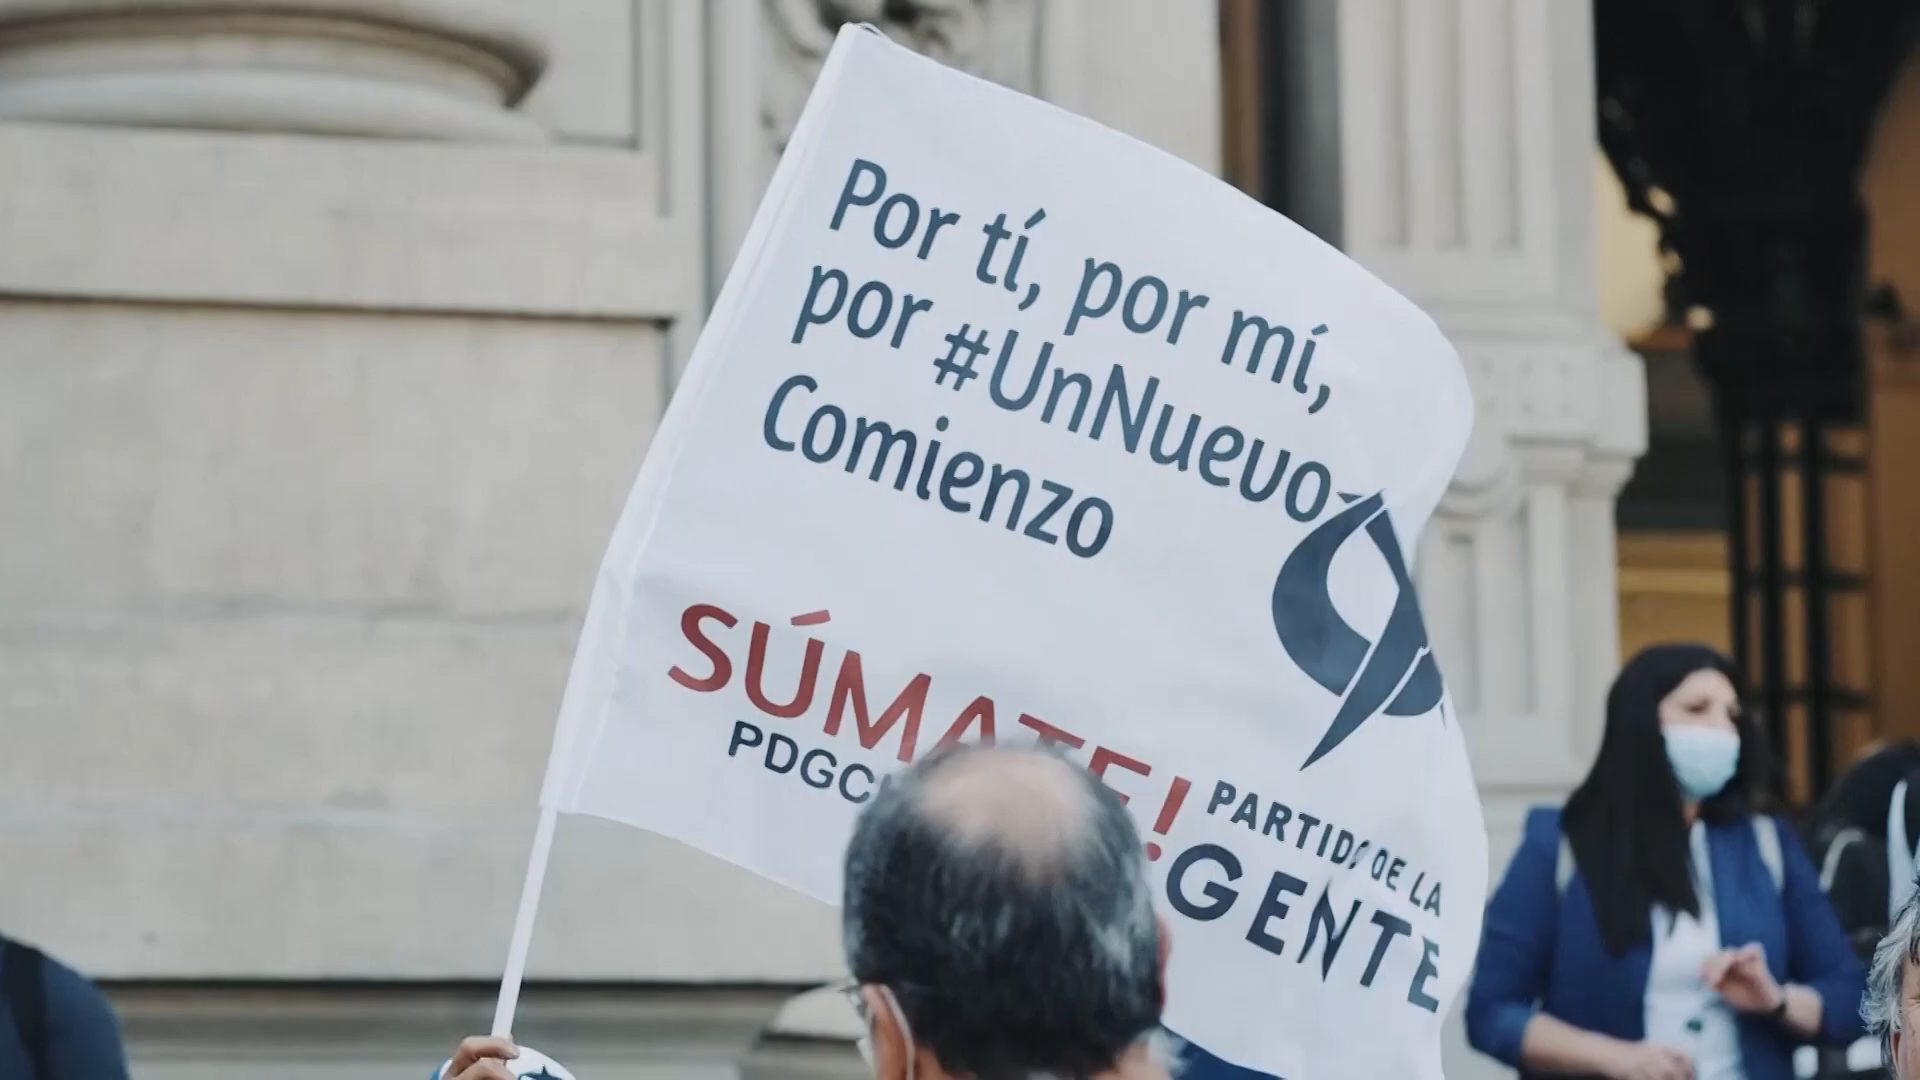 Por tí, por mí,
por #UnNuevo
Comienzo
SÚMATE!
PARTIDO DE LA
GENTE